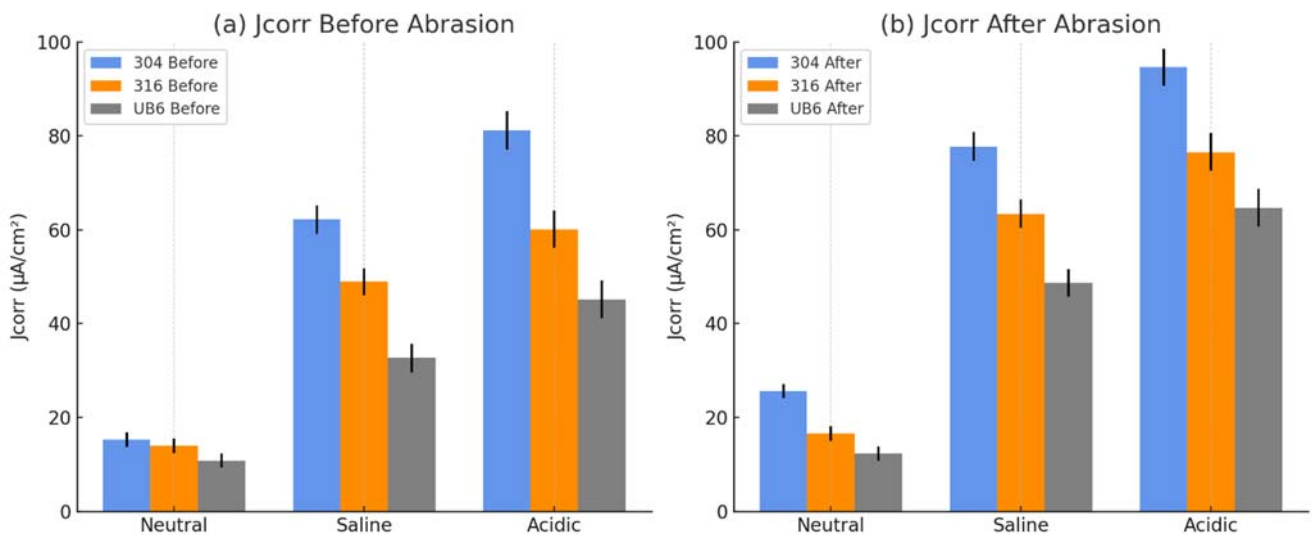 (a) Jcorr Before Abrasion
304 Before
316 Before
UB6 Before
Jcorr (μA/cm²)
100
80
60
40
20
0
Neutral
Saline
Acidic
(b) Jcorr After Abrasion
304 After
316 After
UB6 After
Jcorr (μA/cm²)
100
80
60
40
20
0
Neutral
Saline
Acidic